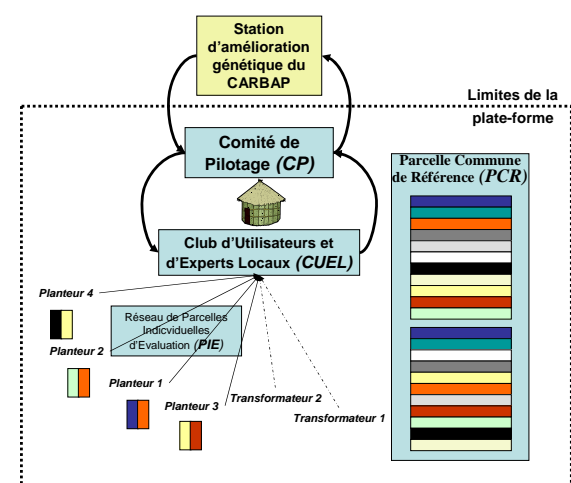 Station
d'amélioration
génétique du
CARBAP
Limites de la
plate-forme
Comité de
Pilotage (CP)
Parcelle Commune
de Référence (PCR)
Club d'Utilisateurs et
d'Experts Locaux (CUEL)
Planteur 4
Réseau de Parcelles
Indicviduelles
d'Evaluation (PIE)
Planteur 2
Planteur 1
Planteur 3
Transformateur 2
Transformateur 1